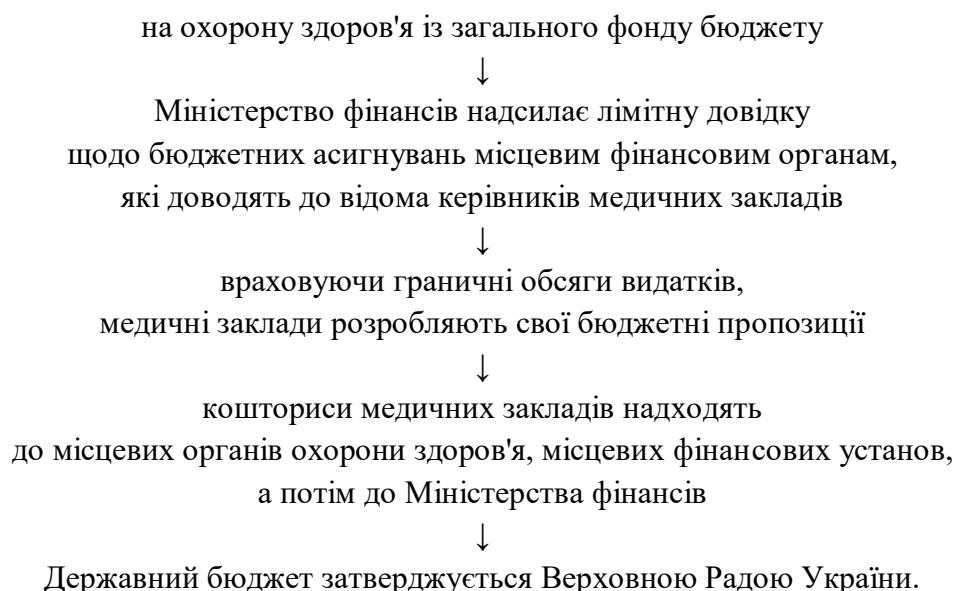 на охорону здоров'я із загального фонду бюджету
↓
Міністерство фінансів надсилає лімітну довідку
щодо бюджетних асигнувань місцевим фінансовим органам,
які доводять до відома керівників медичних закладів
↓
враховуючи граничні обсяги видатків,
медичні заклади розробляють свої бюджетні пропозиції
↓
кошториси медичних закладів надходять
до місцевих органів охорони здоров'я, місцевих фінансових установ,
а потім до Міністерства фінансів
↓
Державний бюджет затверджується Верховною Радою України.